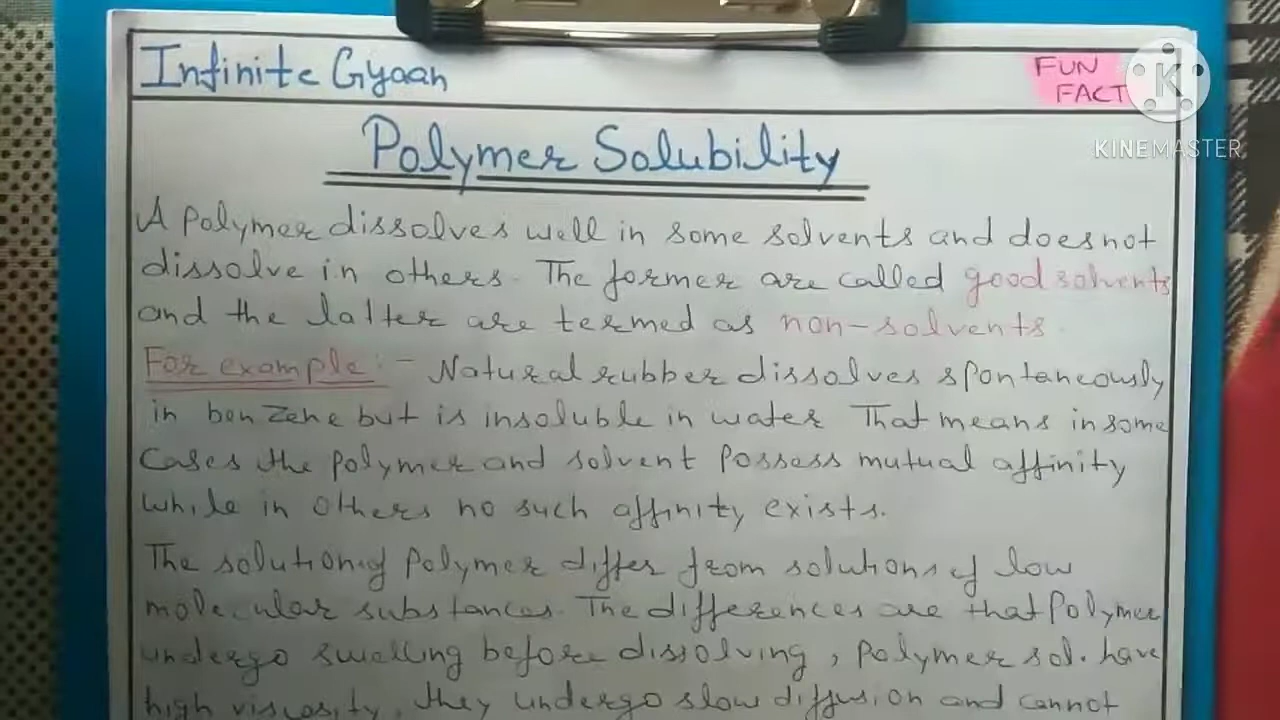 Infinite Gyaan
FUN
FACT
K
KINEMASTER
Polymer Solubility
A Polymer dissolves well in some solvents and does not
dissolve in others. The former are called good solvents
and the latter are termed as non-solvents.
For example:- Natural rubber dissolves spontaneously
in benzene but is insoluble in water That means in some
Cases the Polymer and solvent Possess mutual affinity
while in others no such affinity exists.
The solution of Polymer differ from solutions of low
molecular substances. The differences are that Polymer
undergo swelling before dissolving, Polymer sol. have
high viscosity, they undergo slow diffusion and cannot